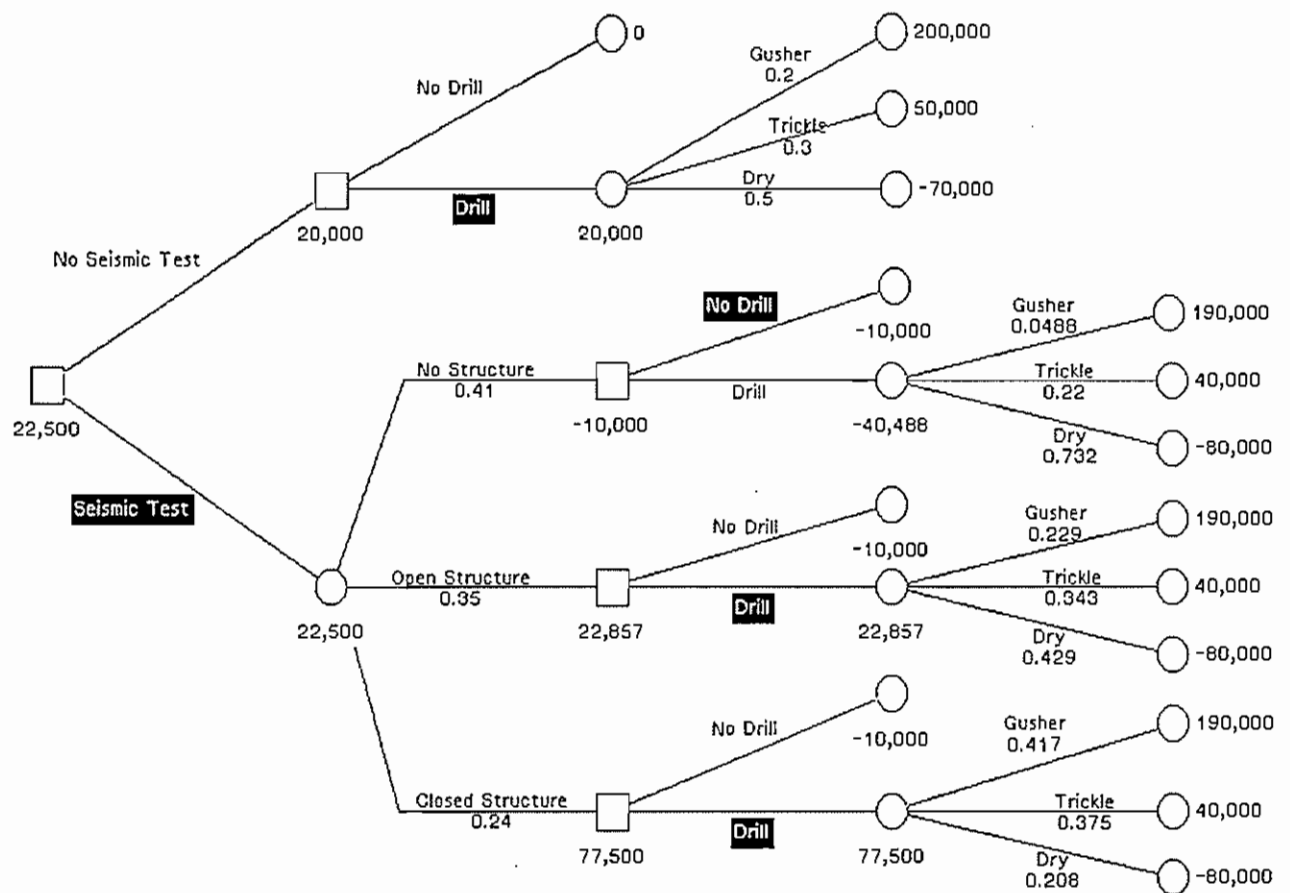 0
200,000
Gusher
0.2
No Drill
50,000
Trickle
0.3
Dry
0.5
-70,000
Drill
20,000
20,000
No Seismic Test
No Drill
-10,000
Gusher
0.0488
190,000
No Structure
0.41
Drill
Trickle
0.22
40,000
22,500
-10,000
-40,488
Dry
0.732
-80,000
Seismic Test
No Drill
-10,000
Gusher
0.229
190,000
Open Structure
0.35
Drill
Trickle
0.343
40,000
22,500
22,857
22,857
Dry
0.429
-80,000
No Drill
-10,000
Gusher
0.417
190,000
Closed Structure
0.24
Drill
Trickle
0.375
40,000
77,500
77,500
Dry
0.208
-80,000